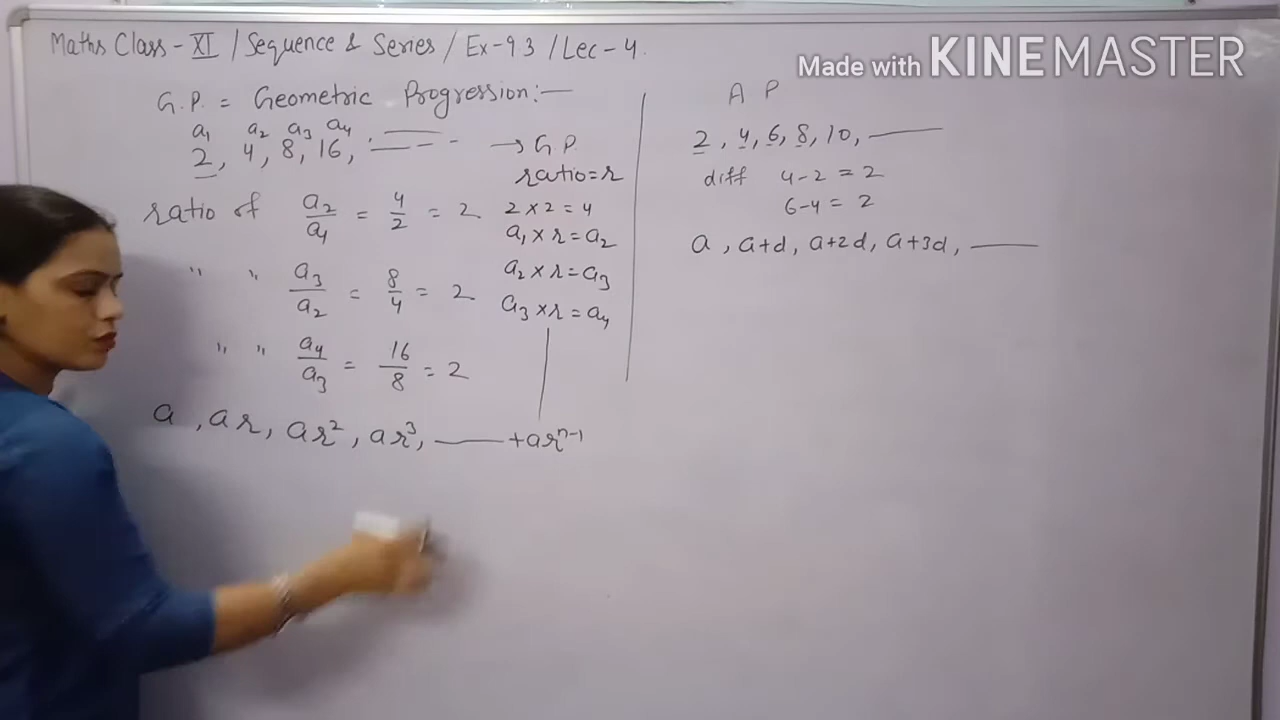 Maths Class - XI / Sequence & Series / Ex-9.3 / Lec-4.
Made with KINEMASTER
G.P. = Geometric Progression:—
a₁ a₂ a₃ a₄
2, 4, 8, 16, ——— → G.P.
ratio = r
ratio of a₂/a₁ = 4/2 = 2
2 × 2 = 4
a₁ × r = a₂
" " a₃/a₂ = 8/4 = 2
a₂ × r = a₃
a₃ × r = a₄
" " a₄/a₃ = 16/8 = 2
a, ar, ar², ar³, ——— + arⁿ⁻¹
A P
2, 4, 6, 8, 10, ———
diff 4-2 = 2
6-4 = 2
a, a+d, a+2d, a+3d, ———